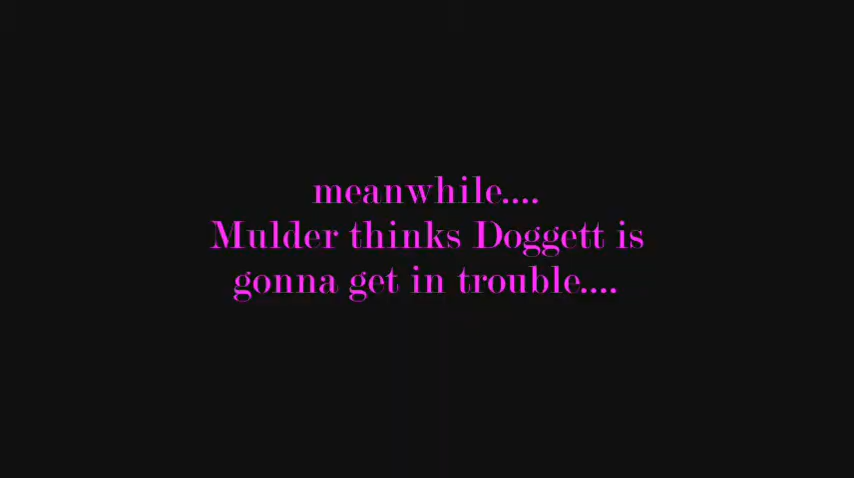 meanwhile....
Mulder thinks Doggett is
gonna get in trouble....